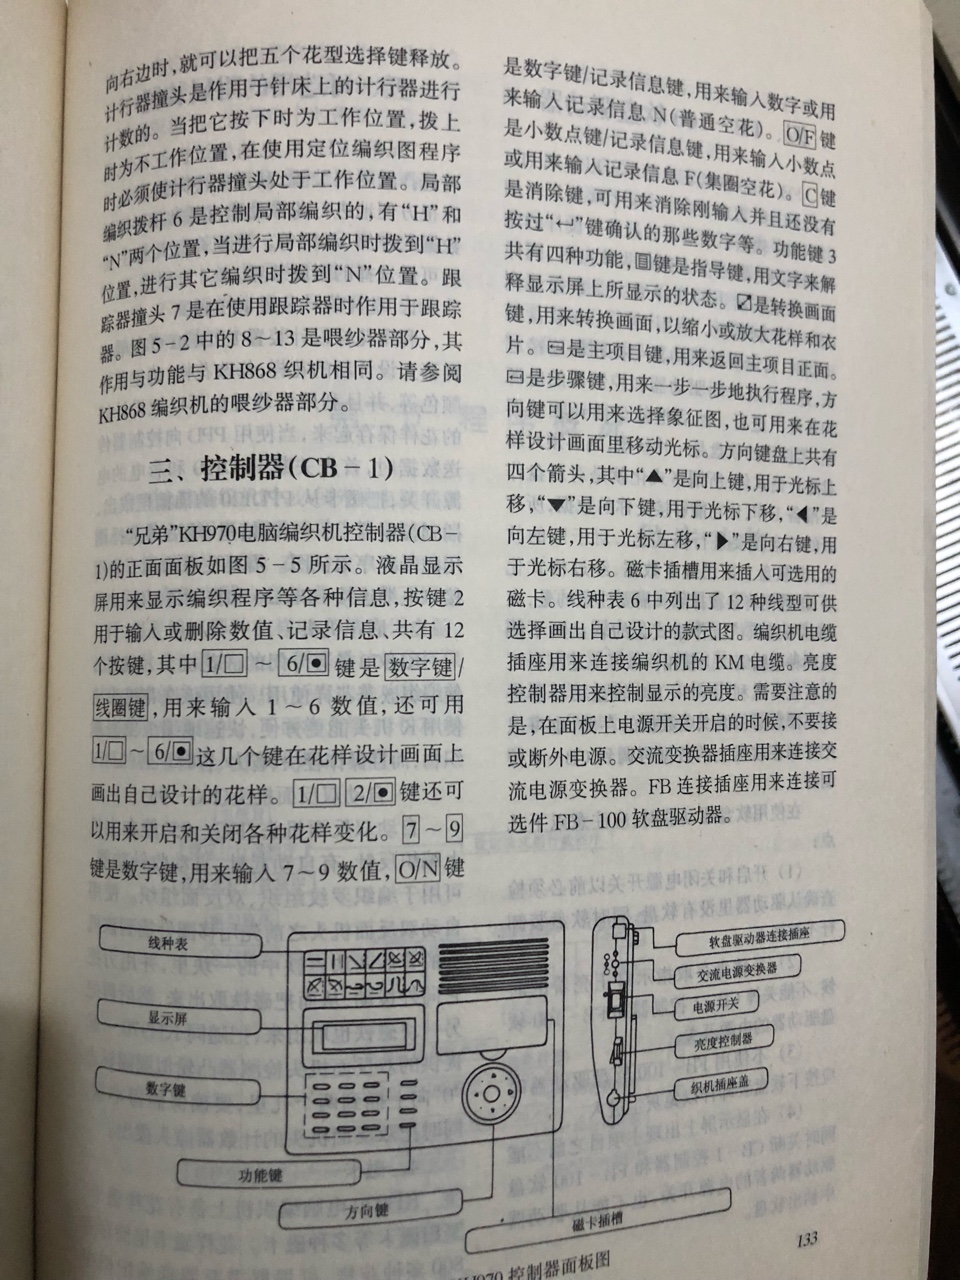 向右边时,就可以把五个花型选择键释放。
计行器撞头是作用于针床上的计行器进行
计数的。当把它按下时为工作位置,拨上
时为不工作位置,在使用定位编织图程序
时必须使计行器撞头处于工作位置。局部
编织拨杆 6 是控制局部编织的,有“H”和
“N”两个位置,当进行局部编织时拨到“H”
位置,进行其它编织时拨到“N”位置。跟
踪器撞头 7 是在使用跟踪器时作用于跟踪
器。图 5-2 中的 8～13 是喂纱器部分,其
作用与功能与 KH868 织机相同。请参阅
KH868 编织机的喂纱器部分。
三、控制器(CB-1)
“兄弟”KH970电脑编织机控制器(CB-
1)的正面面板如图 5-5 所示。液晶显示
屏用来显示编织程序等各种信息,按键 2
用于输入或删除数值、记录信息、共有 12
个按键,其中 1/□ ～ 6/⊡ 键是 数字键/
线圈键,用来输入 1～6 数值,还可用
1/□～6/⊡这几个键在花样设计画面上
画出自己设计的花样。1/□ 2/⊡键还可
以用来开启和关闭各种花样变化。7～9
键是数字键,用来输入 7～9 数值,O/N键
是数字键/记录信息键,用来输入数字或用
来输入记录信息 N(普通空花)。O/F键
是小数点键/记录信息键,用来输入小数点
或用来输入记录信息 F(集圈空花)。C键
是消除键,可用来消除刚输入并且还没有
按过“↵”键确认的那些数字等。功能键 3
共有四种功能,▤键是指导键,用文字来解
释显示屏上所显示的状态。⍁是转换画面
键,用来转换画面,以缩小或放大花样和衣
片。⊟是主项目键,用来返回主项目正面。
⊟是步骤键,用来一步一步地执行程序,方
向键可以用来选择象征图,也可用来在花
样设计画面里移动光标。方向键盘上共有
四个箭头,其中“▲”是向上键,用于光标上
移,“▼”是向下键,用于光标下移,“◀”是
向左键,用于光标左移,“▶”是向右键,用
于光标右移。磁卡插槽用来插入可选用的
磁卡。线种表 6 中列出了 12 种线型可供
选择画出自己设计的款式图。编织机电缆
插座用来连接编织机的 KM 电缆。亮度
控制器用来控制显示的亮度。需要注意的
是,在面板上电源开关开启的时候,不要接
或断外电源。交流变换器插座用来连接交
流电源变换器。FB 连接插座用来连接可
选件 FB-100 软盘驱动器。
线种表
显示屏
数字键
功能键
方向键
磁卡插槽
软盘驱动器连接插座
交流电源变换器
电源开关
亮度控制器
织机插座盖
控制器面板图
133